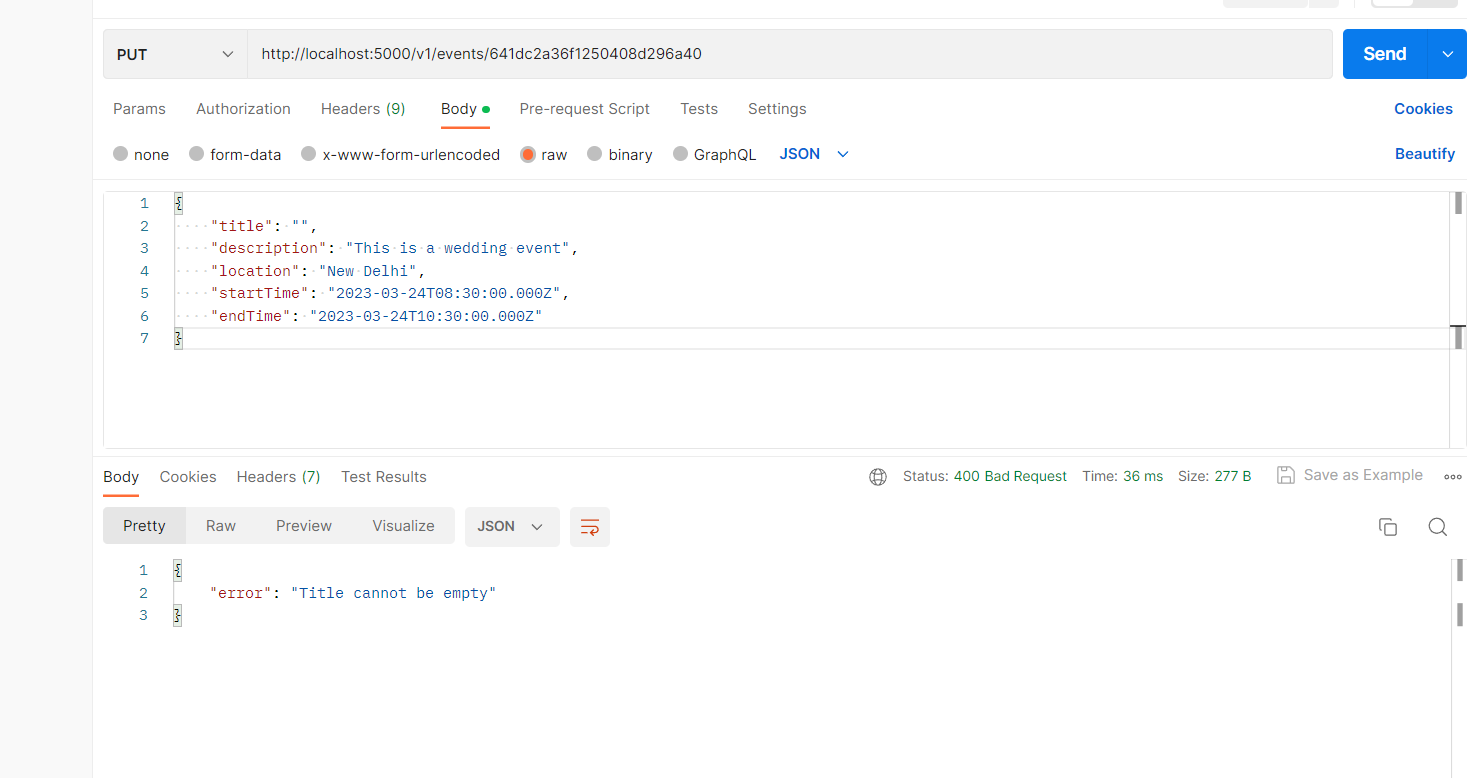 PUT http://localhost:5000/v1/events/641dc2a36f1250408d296a40 Send
Params Authorization Headers (9) Body Pre-request Script Tests Settings Cookies
none form-data x-www-form-urlencoded raw binary GraphQL JSON Beautify
1 {
2 "title": "",
3 "description": "This is a wedding event",
4 "location": "New Delhi",
5 "startTime": "2023-03-24T08:30:00.000Z",
6 "endTime": "2023-03-24T10:30:00.000Z"
7 }
Body Cookies Headers (7) Test Results Status: 400 Bad Request Time: 36 ms Size: 277 B Save as Example
Pretty Raw Preview Visualize JSON
1 {
2 "error": "Title cannot be empty"
3 }